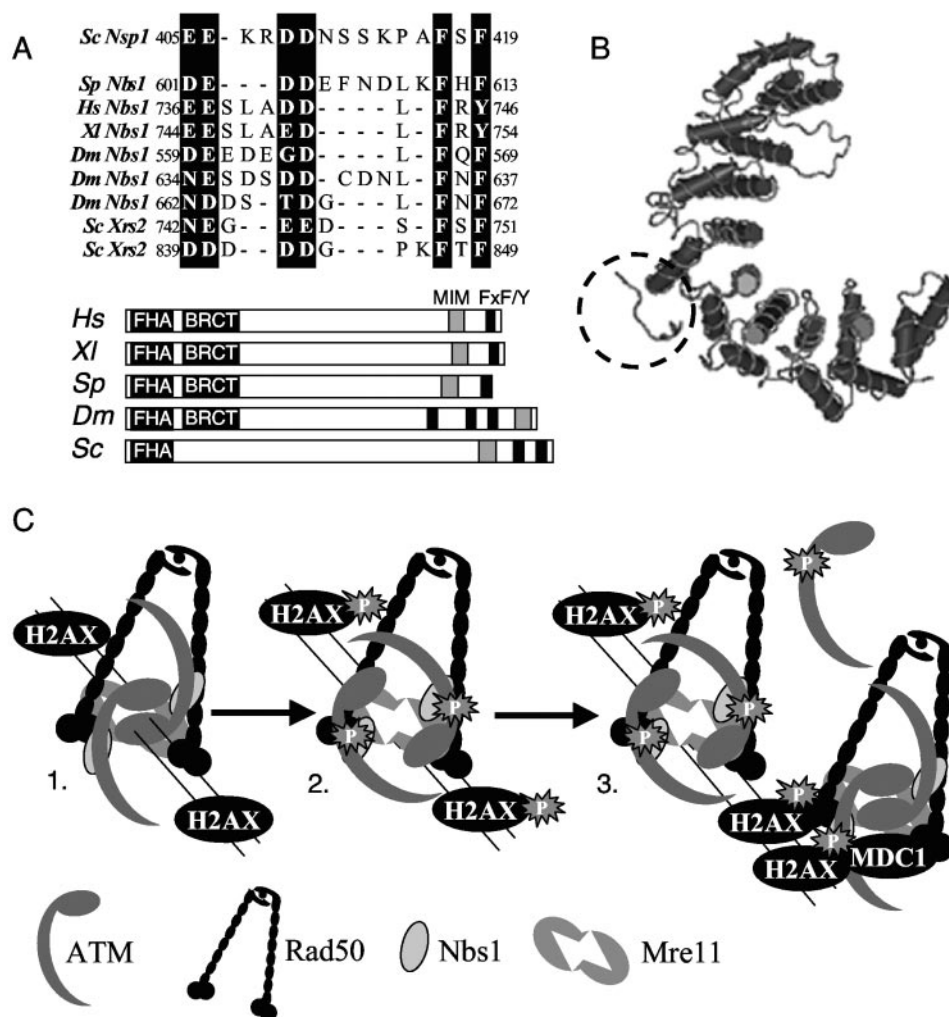 A
Sc Nsp1 405 E E - K R D D N S S K P A F S F 419
Sp Nbs1 601 D E - - - D D E F N D L K F H F 613
Hs Nbs1 736 E E S L A D D - - - - L - F R Y 746
Xl Nbs1 744 E E S L A E D - - - - L - F R Y 754
Dm Nbs1 559 D E E D E G D - - - - L - F Q F 569
Dm Nbs1 634 N E S D S D D - C D N L - F N F 637
Dm Nbs1 662 N D D S - T D G - - - L - F N F 672
Sc Xrs2 742 N E G - - E E D - - - S - F S F 751
Sc Xrs2 839 D D D - - D D G - - - P K F T F 849
MIM FxF/Y
Hs FHA BRCT
Xl FHA BRCT
Sp FHA BRCT
Dm FHA BRCT
Sc FHA
B
C
H2AX
H2AX
1.
H2AX P
P
P
H2AX P
2.
P
H2AX P
P
P
P
H2AX
P
H2AX
MDC1
3.
ATM
Rad50
Nbs1
Mre11